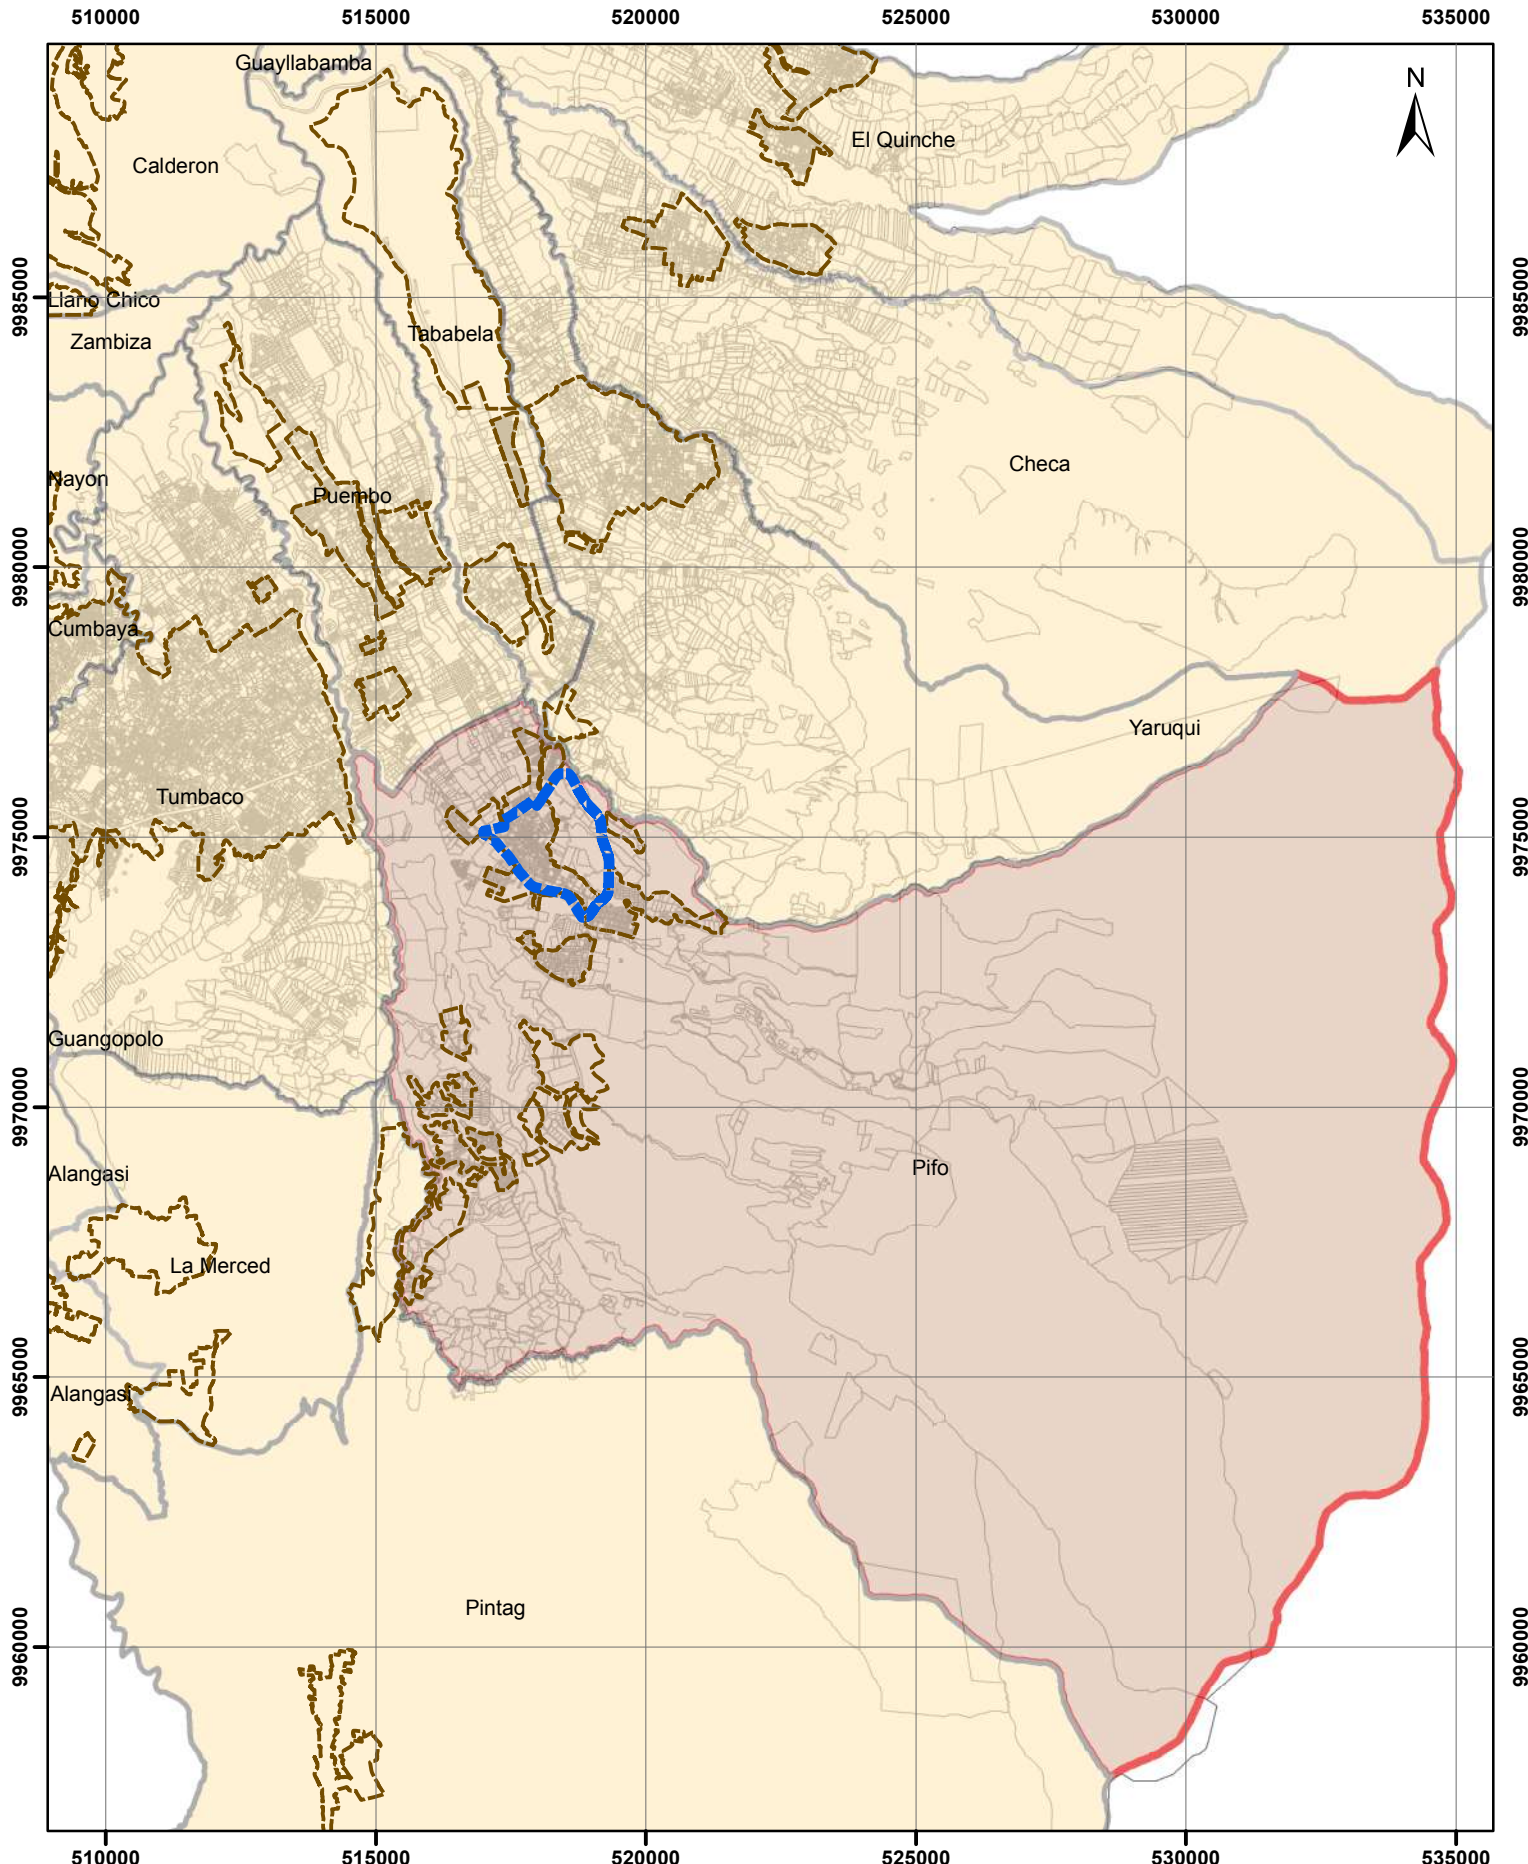 510000 515000 520000 525000 530000 535000
Guayllabamba
N
El Quinche
Calderon
9985000
9985000
Llano Chico
Tababela
Zambiza
Checa
Nayon
Puembo
9980000
9980000
Cumbaya
Yaruqui
Tumbaco
9975000
9975000
Guangopolo
9970000
9970000
Pifo
Alangasi
La Merced
9965000
9965000
Alangasi
Pintag
9960000
9960000
510000 515000 520000 525000 530000 535000